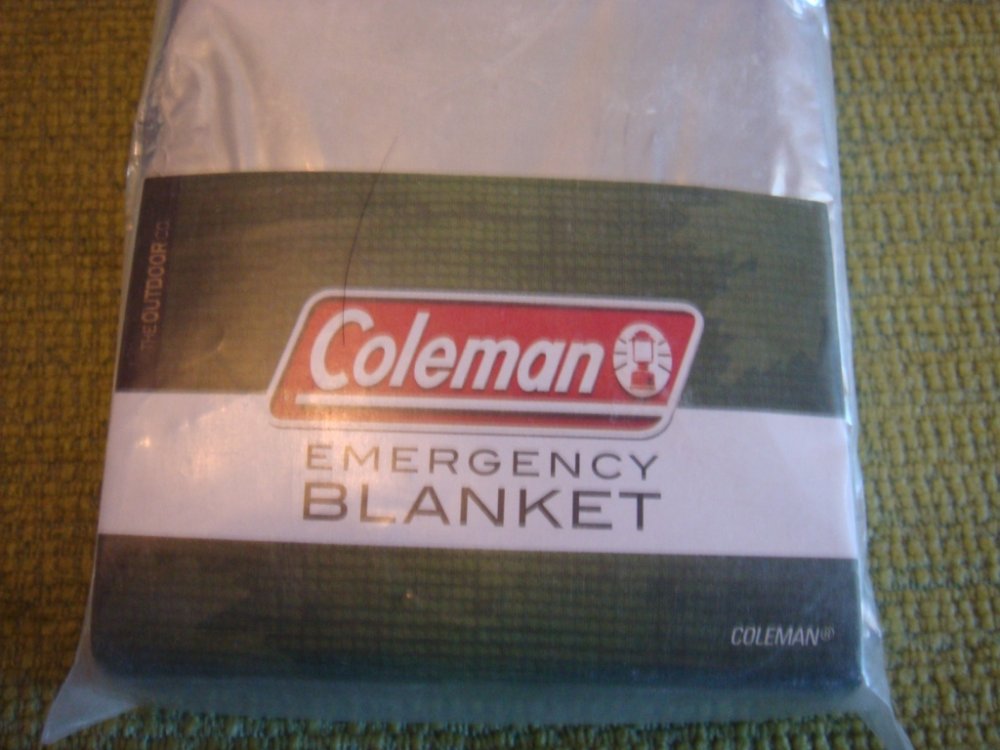 THE OUTDOOR CO.
Coleman
EMERGENCY
BLANKET
COLEMAN®